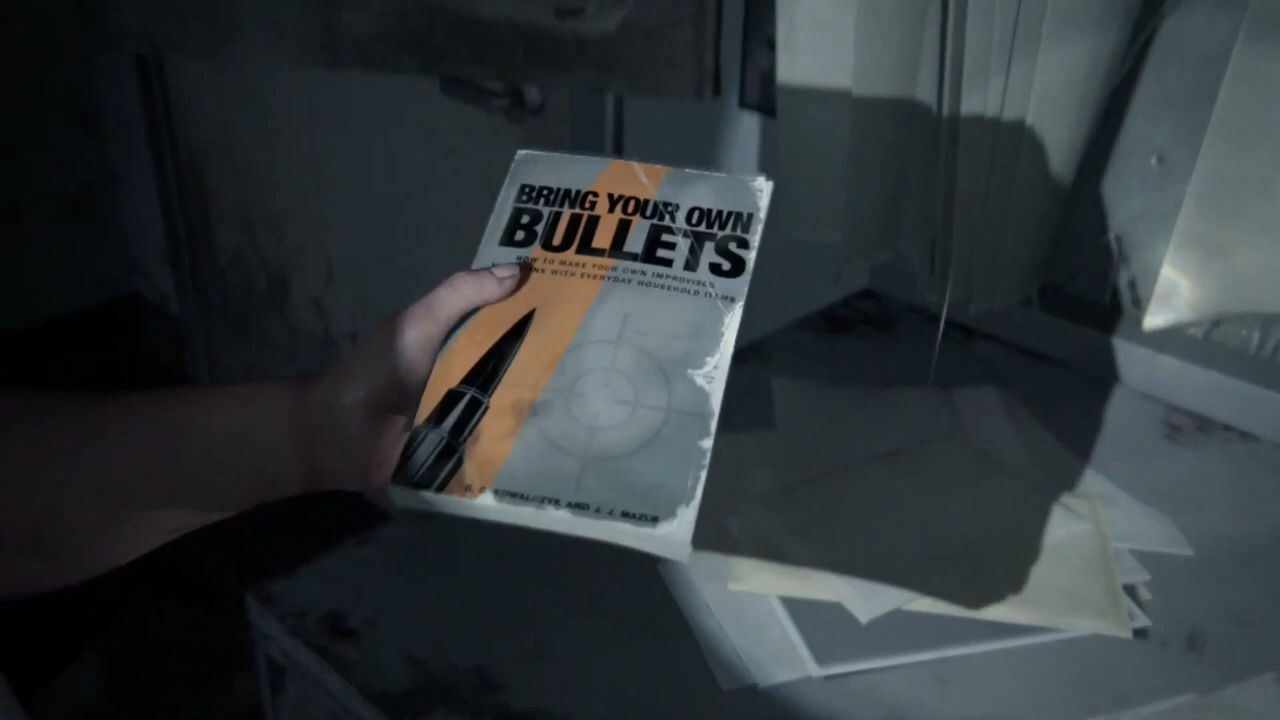 BRING YOUR OWN
BULLETS
HOW TO MAKE YOUR OWN IMPROVISED
WITH EVERYDAY HOUSEHOLD ITEMS
KOWALCZYK AND J. J. MAZUR